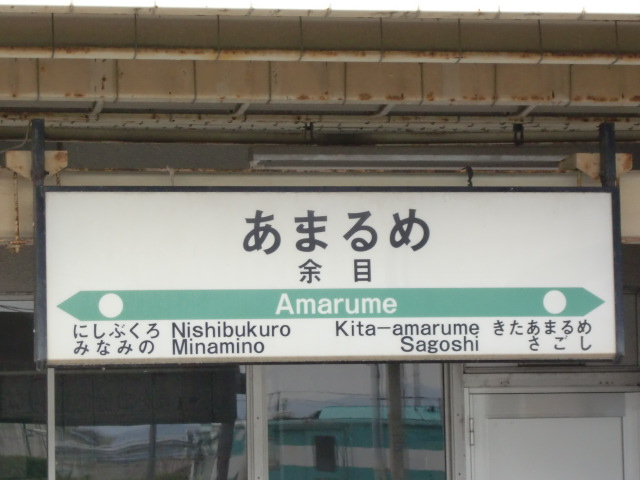 あまるめ
余目
Amarume
にしぶくろ Nishibukuro Kita-amarume きたあまるめ
みなみの Minamino Sagoshi さごし